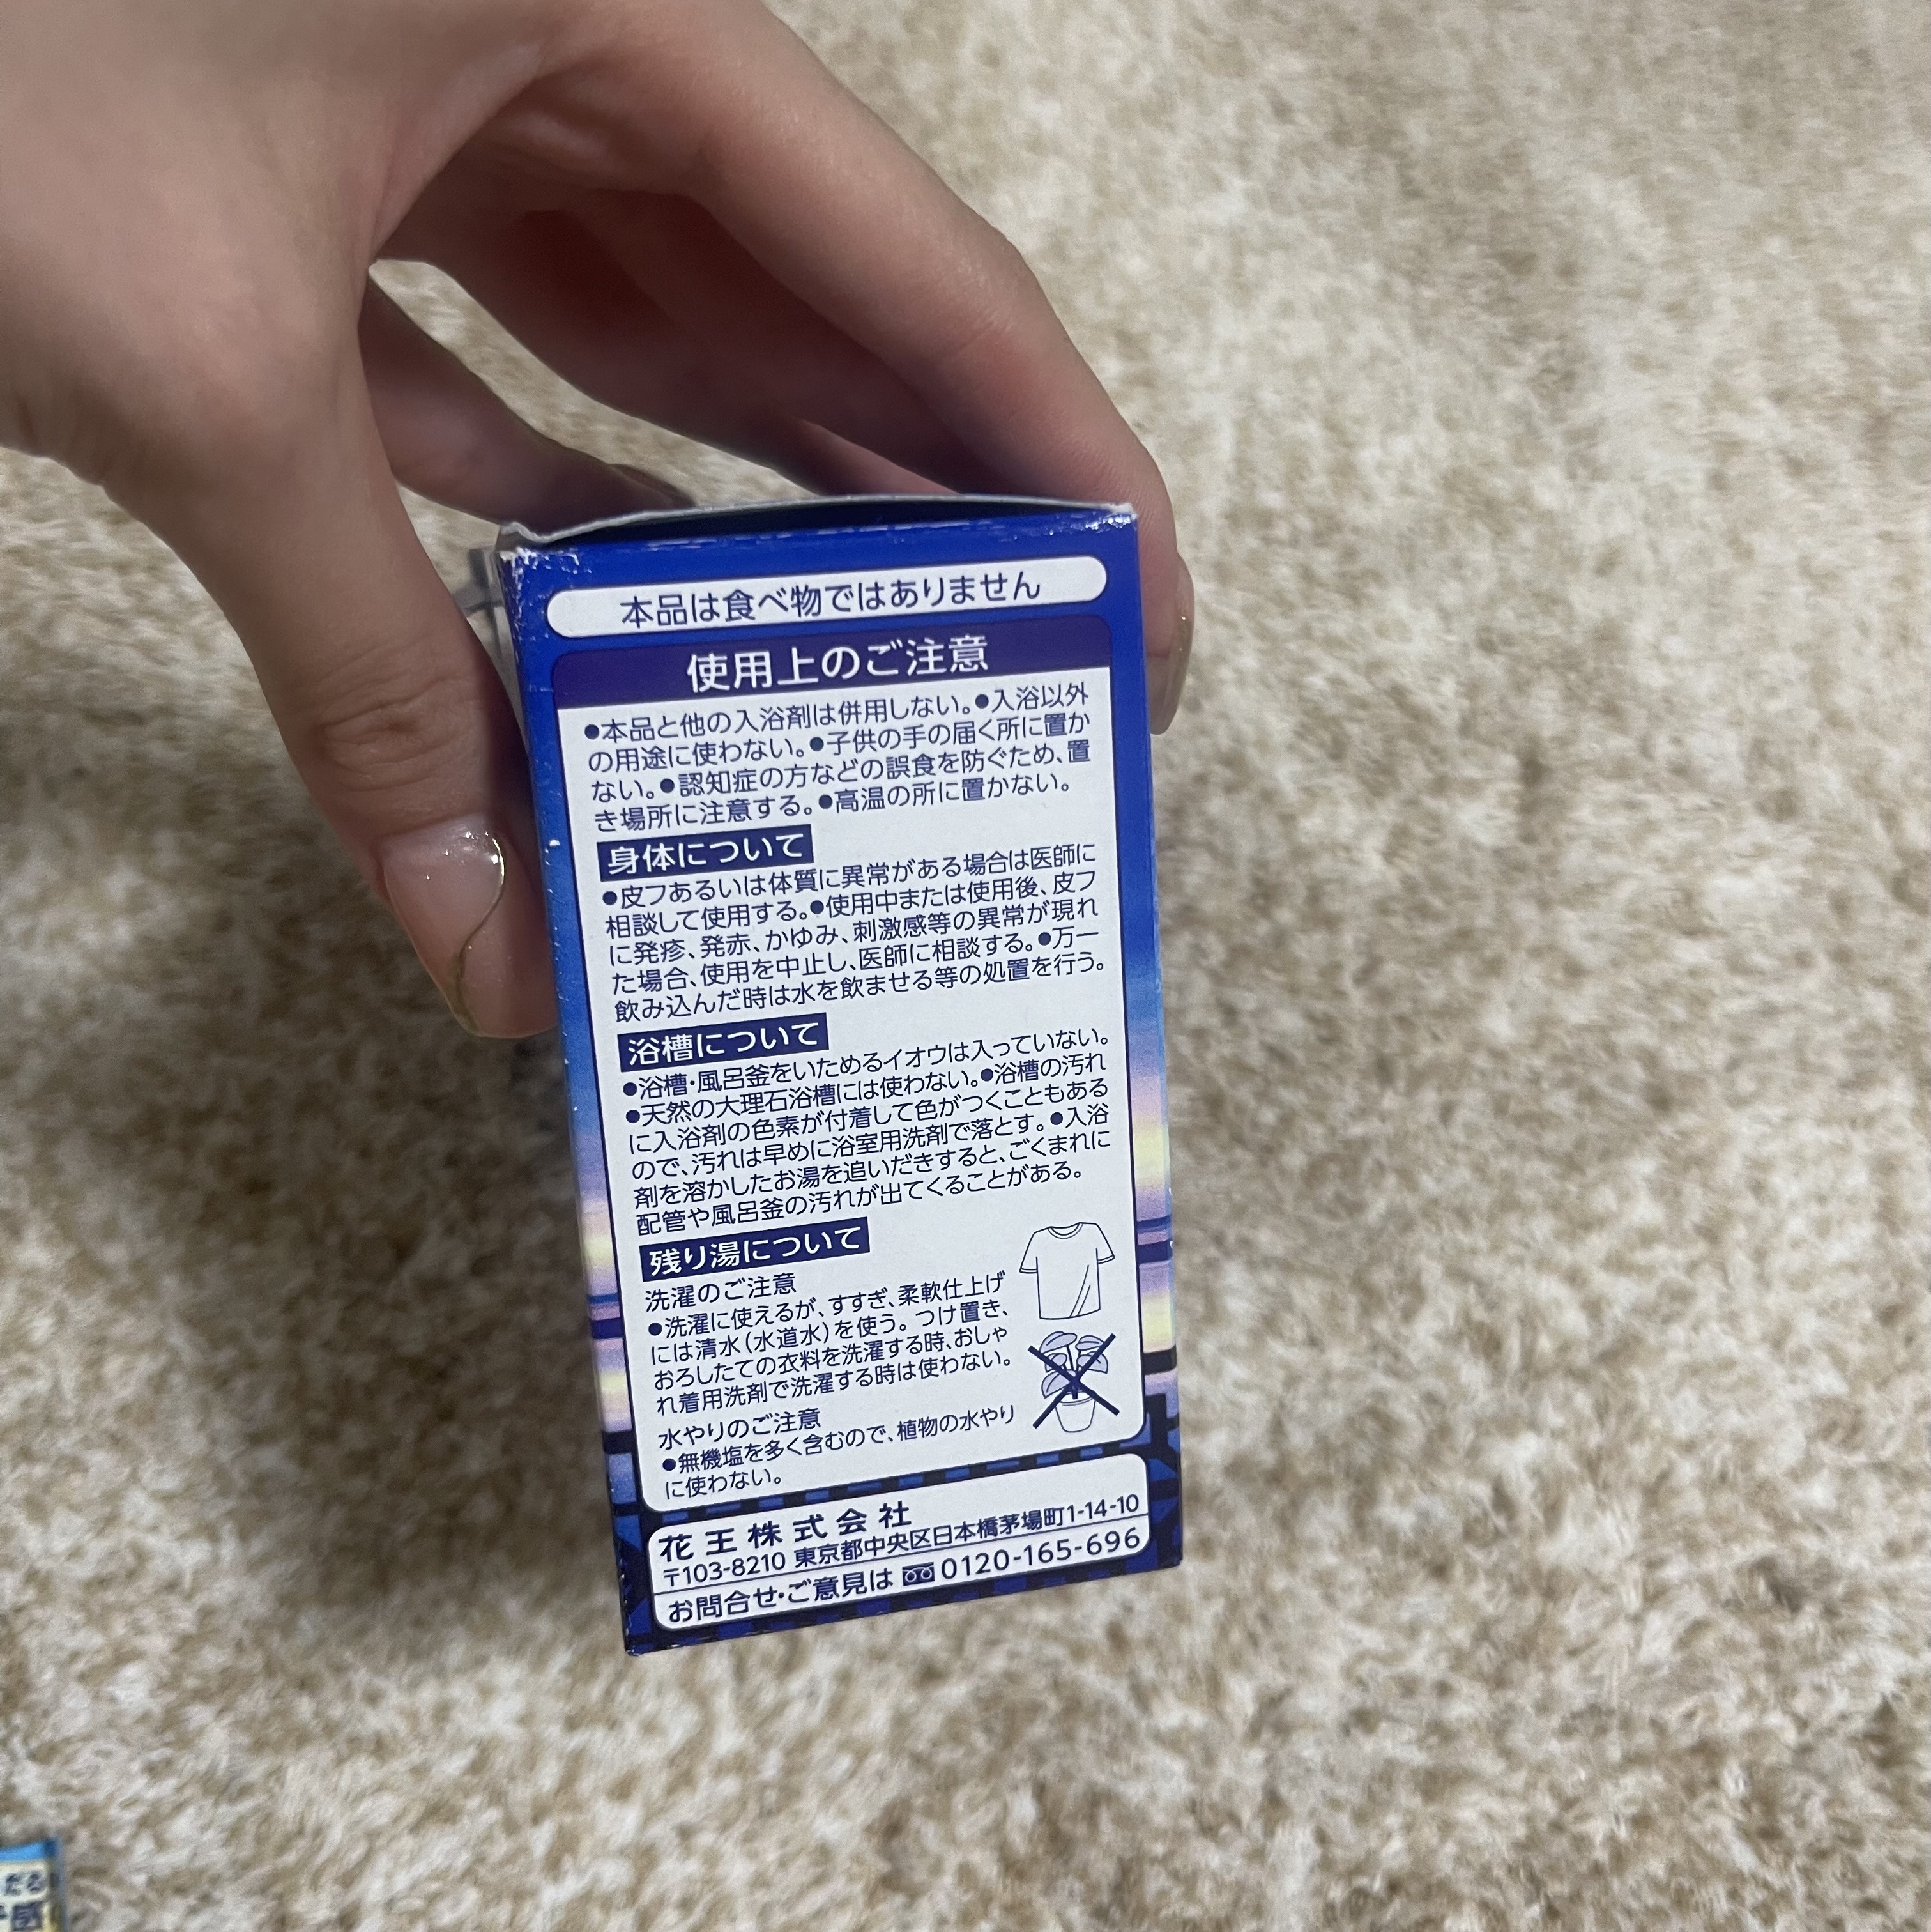 本品は食べ物ではありません
使用上のご注意
●本品と他の入浴剤は併用しない。●入浴以外
の用途に使わない。●子供の手の届く所に置か
ない。●認知症の方などの誤食を防ぐため、置
き場所に注意する。●高温の所に置かない。
身体について
●皮フあるいは体質に異常がある場合は医師に
相談して使用する。●使用中または使用後、皮フ
に発疹、発赤、かゆみ、刺激感等の異常が現れ
た場合、使用を中止し、医師に相談する。●万一
飲み込んだ時は水を飲ませる等の処置を行う。
浴槽について
●浴槽・風呂釜をいためるイオウは入っていない。
●天然の大理石浴槽には使わない。●浴槽の汚れ
に入浴剤の色素が付着して色がつくこともある
ので、汚れは早めに浴室用洗剤で落とす。●入浴
剤を溶かしたお湯を追いだきすると、ごくまれに
配管や風呂釜の汚れが出てくることがある。
残り湯について
洗濯のご注意
●洗濯に使えるが、すすぎ、柔軟仕上げ
には清水(水道水)を使う。つけ置き、
おろしたての衣料を洗濯する時、おしゃ
れ着用洗剤で洗濯する時は使わない。
水やりのご注意
●無機塩を多く含むので、植物の水やり
に使わない。
花王株式会社
〒103-8210 東京都中央区日本橋茅場町1-14-10
お問合せ・ご意見は 0120-165-696
だる
感